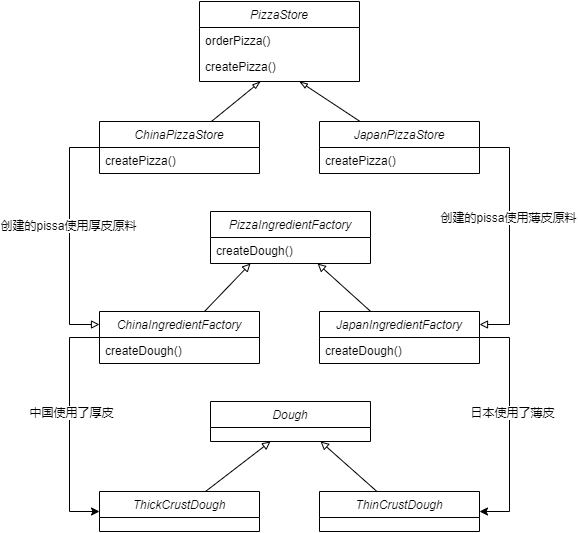 PizzaStore
orderPizza()
createPizza()
ChinaPizzaStore
createPizza()
JapanPizzaStore
createPizza()
创建的pissa使用厚皮原料
创建的pissa使用薄皮原料
PizzaIngredientFactory
createDough()
ChinaIngredientFactory
createDough()
JapanIngredientFactory
createDough()
中国使用了厚皮
日本使用了薄皮
Dough
ThickCrustDough
ThinCrustDough